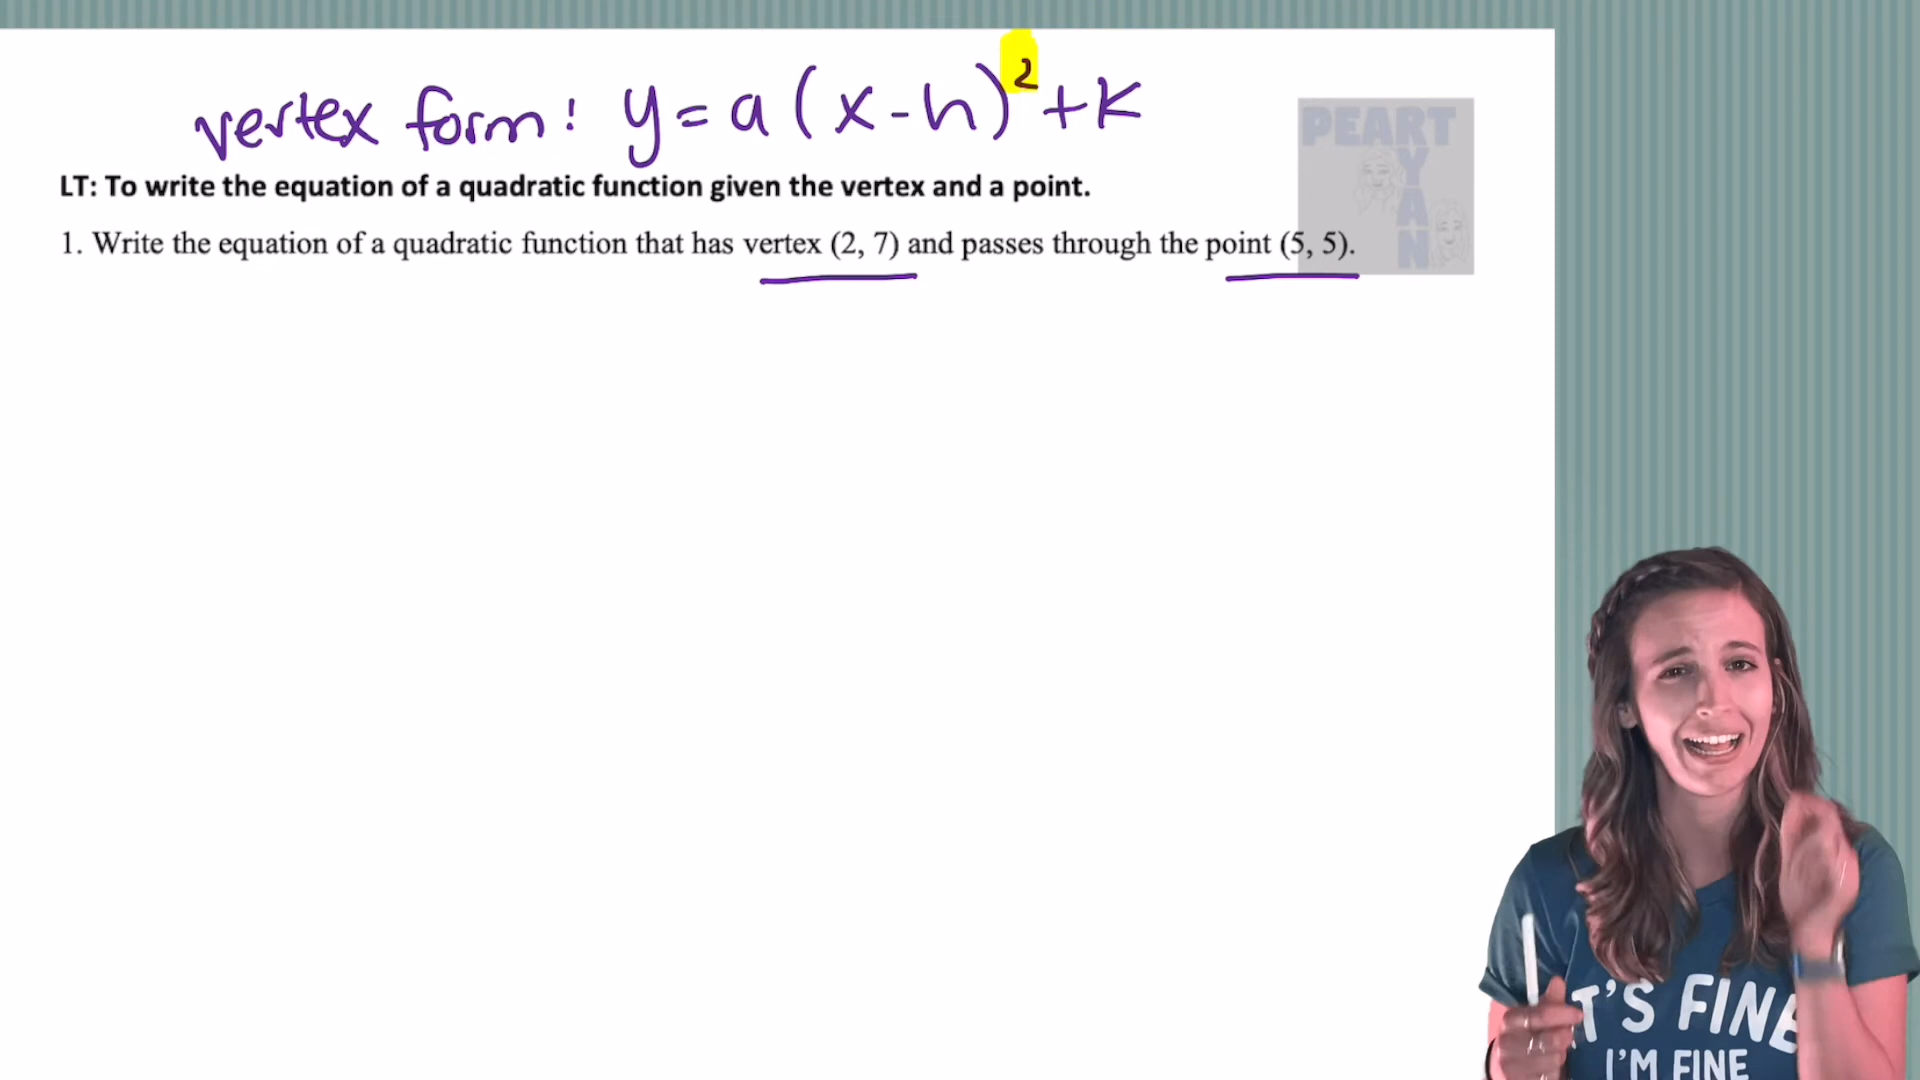 vertex form: y = a(x-h)²+k
PEART
RYAN
LT: To write the equation of a quadratic function given the vertex and a point.
1. Write the equation of a quadratic function that has vertex (2, 7) and passes through the point (5, 5).
T'S FINE
I'M FINE